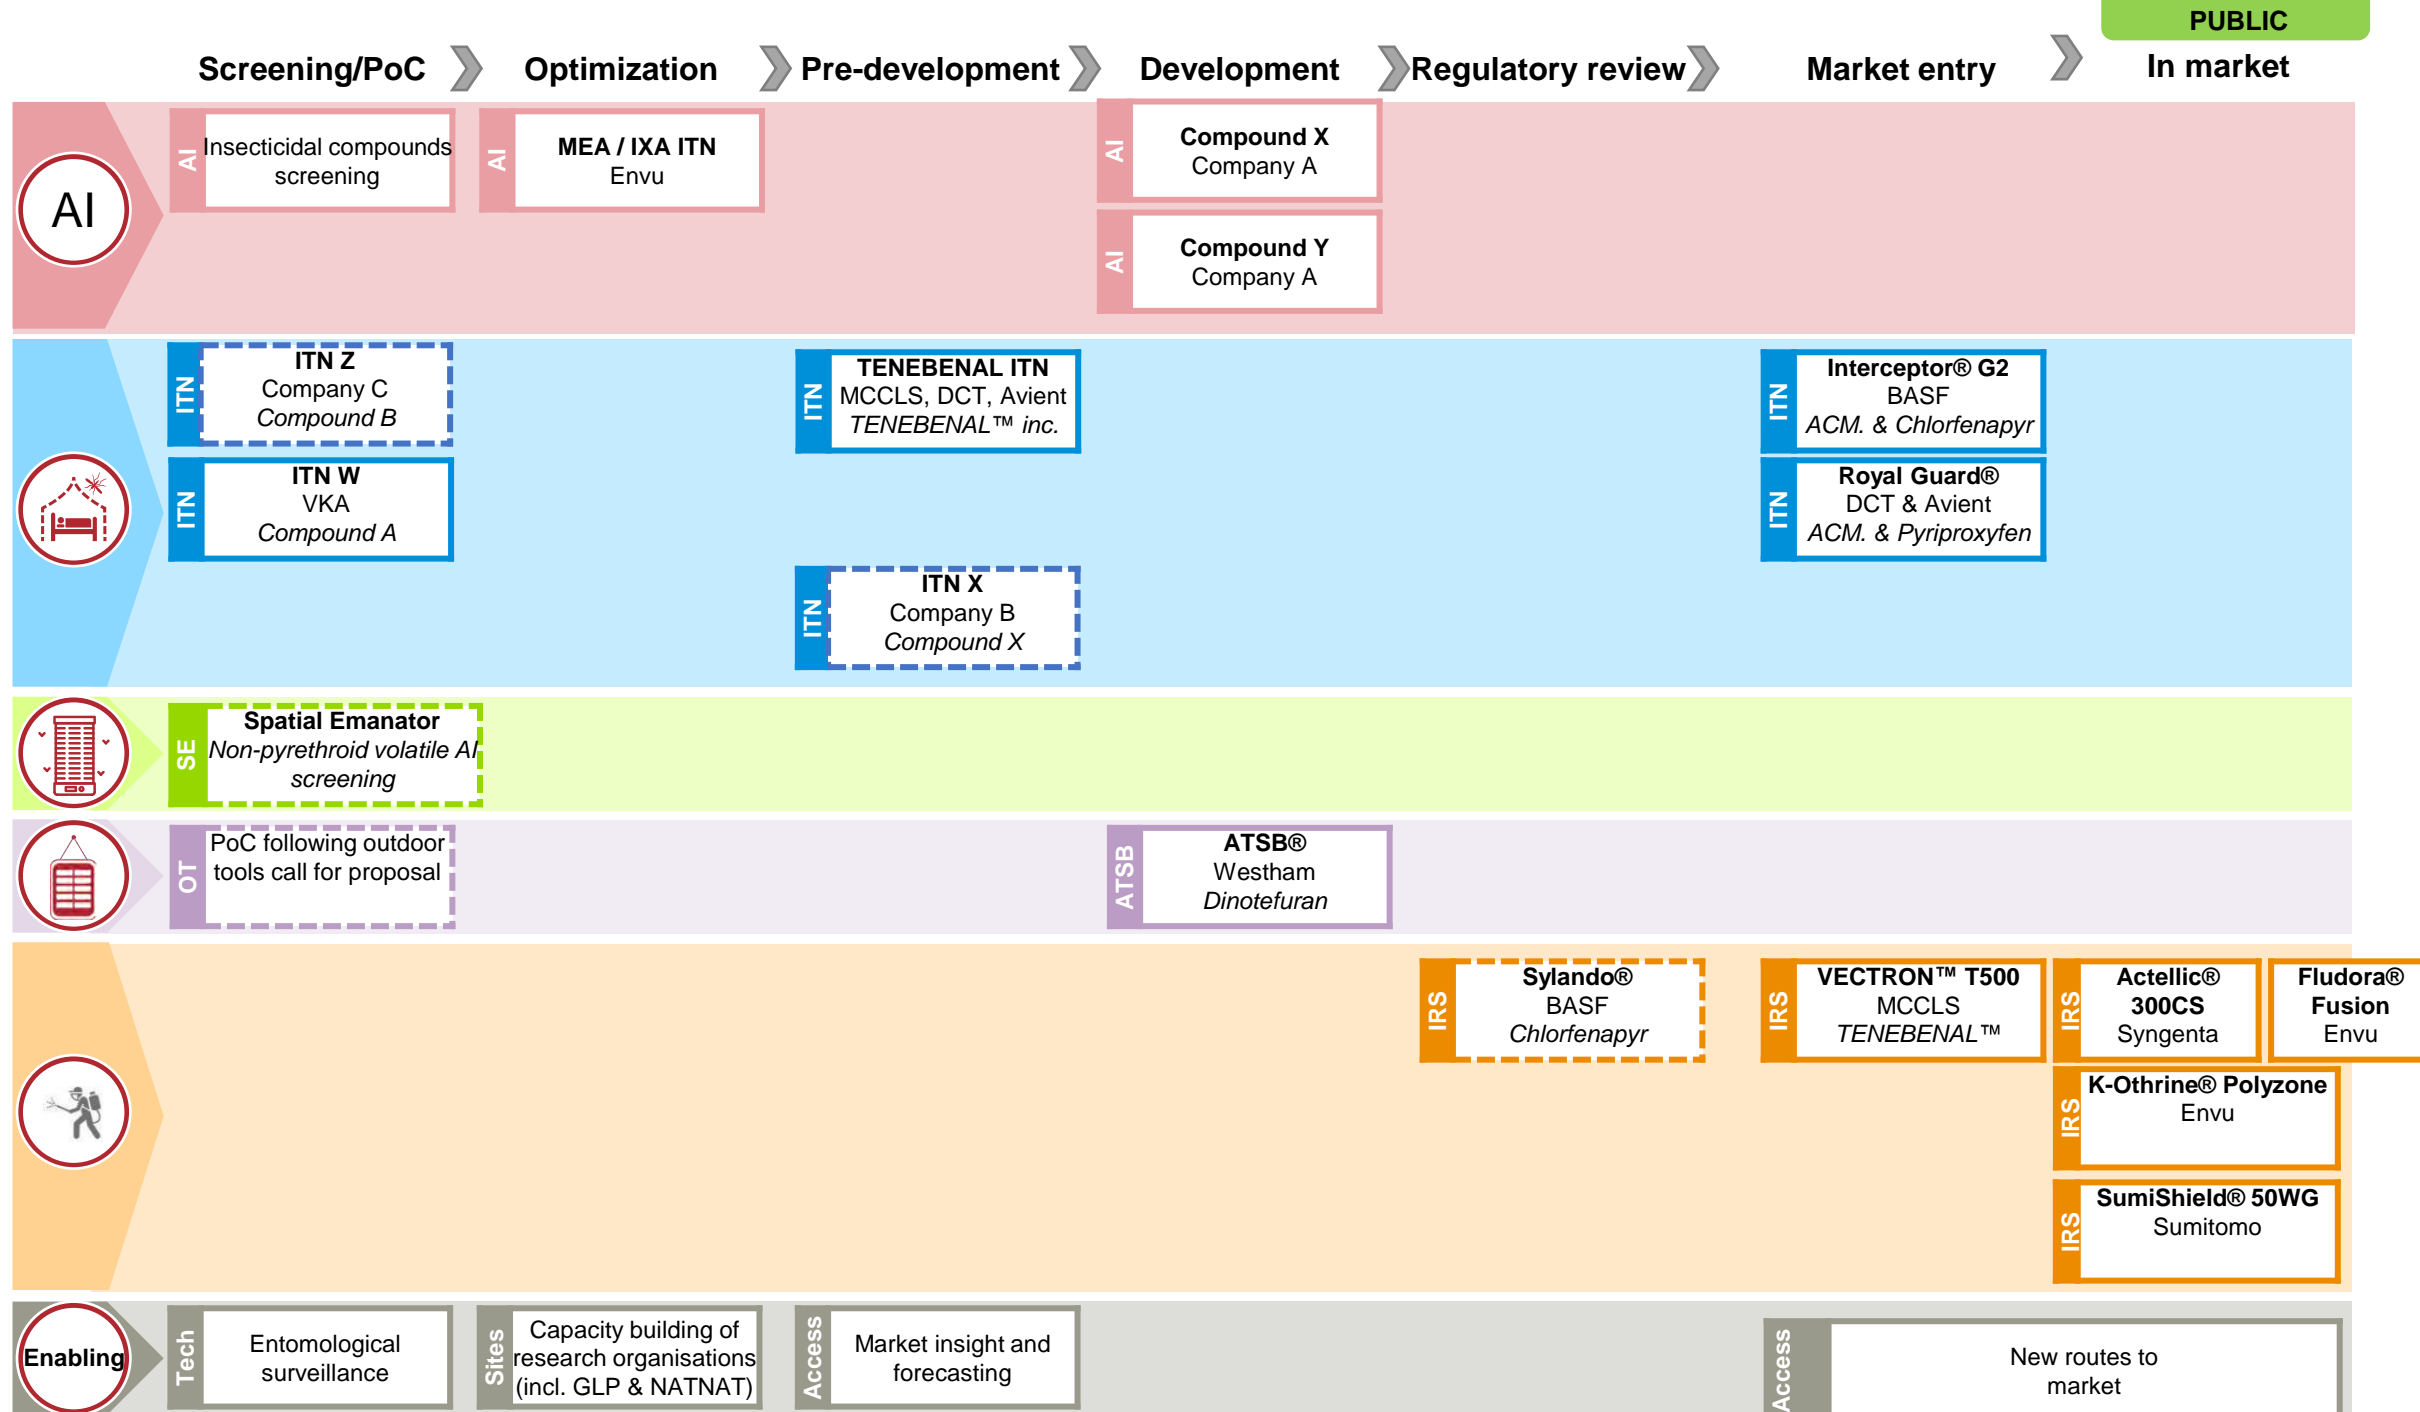 PUBLIC
Screening/PoC
Optimization
Pre-development
Development
Regulatory review
Market entry
In market
AI
AI
Insecticidal compounds
screening
AI
MEA / IXA ITN
Envu
AI
Compound X
Company A
AI
Compound Y
Company A
ITN
ITN Z
Company C
Compound B
ITN
TENEBENAL ITN
MCCLS, DCT, Avient
TENEBENAL™ inc.
ITN
Interceptor® G2
BASF
ACM. & Chlorfenapyr
ITN
ITN W
VKA
Compound A
ITN
Royal Guard®
DCT & Avient
ACM. & Pyriproxyfen
ITN
ITN X
Company B
Compound X
SE
Spatial Emanator
Non-pyrethroid volatile AI
screening
OT
PoC following outdoor
tools call for proposal
ATSB
ATSB®
Westham
Dinotefuran
IRS
Sylando®
BASF
Chlorfenapyr
IRS
VECTRON™ T500
MCCLS
TENEBENAL™
IRS
Actellic®
300CS
Syngenta
Fludora®
Fusion
Envu
IRS
K-Othrine® Polyzone
Envu
IRS
SumiShield® 50WG
Sumitomo
Enabling
Tech
Entomological
surveillance
Sites
Capacity building of
research organisations
(incl. GLP & NATNAT)
Access
Market insight and
forecasting
Access
New routes to
market